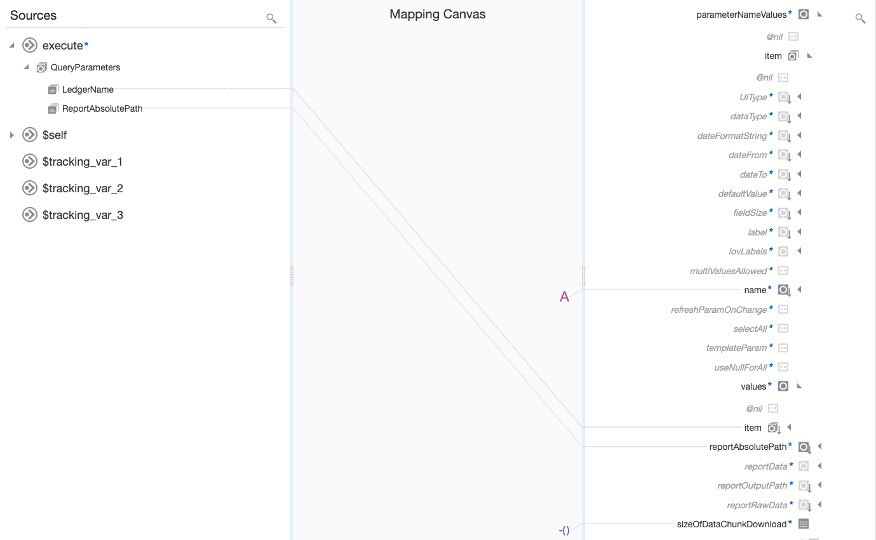 Sources
execute*
QueryParameters
LedgerName
ReportAbsolutePath
$self
$tracking_var_1
$tracking_var_2
$tracking_var_3
Mapping Canvas
A
-()
parameterNameValues*
@nil
item
@nil
UIType*
dataType*
dateFormatString*
dateFrom*
dateTo*
defaultValue*
fieldSize*
label*
lovLabels*
multiValuesAllowed*
name*
refreshParamOnChange*
selectAll*
templateParam*
useNullForAll*
values*
@nil
item
reportAbsolutePath*
reportData*
reportOutputPath*
reportRawData*
sizeOfDataChunkDownload*